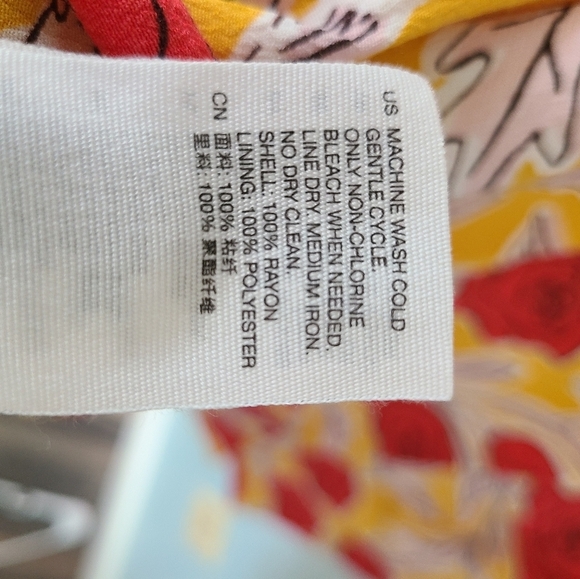 US MACHINE WASH COLD
GENTLE CYCLE.
ONLY NON-CHLORINE
BLEACH WHEN NEEDED.
LINE DRY. MEDIUM IRON.
NO DRY CLEAN.
SHELL: 100% RAYON
LINING: 100% POLYESTER
CN 面料: 100% 粘纤
里料: 100% 聚酯纤维